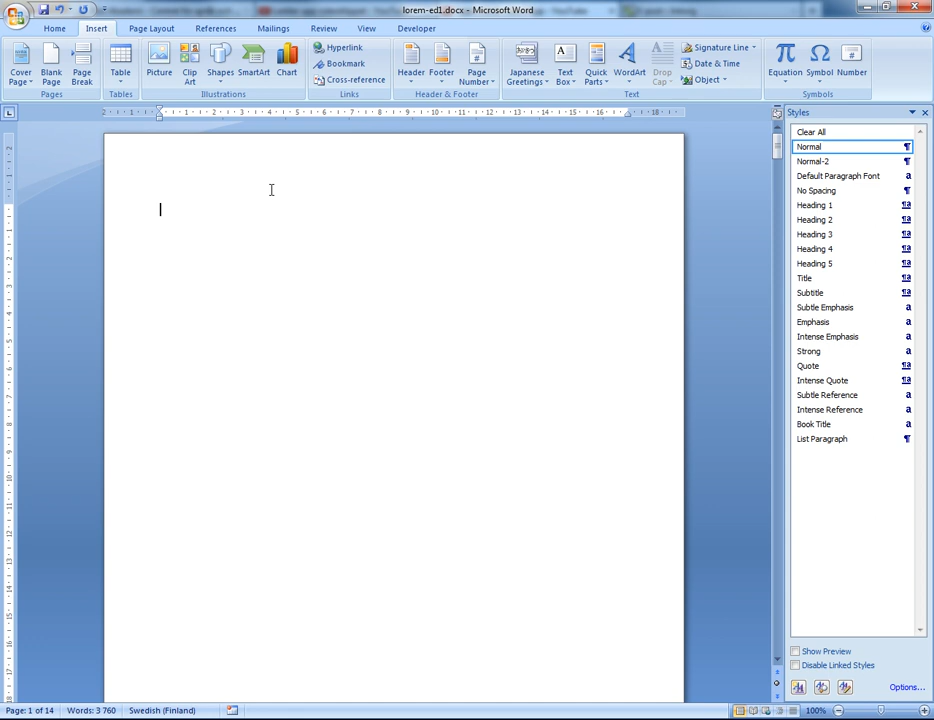 lorem-ed1.docx - Microsoft Word
Home Insert Page Layout References Mailings Review View Developer
Cover Page Blank Page Page Break Table Picture Clip Art Shapes SmartArt Chart Hyperlink Bookmark Cross-reference Header Footer Page Number Japanese Greetings Text Box Quick Parts WordArt Drop Cap Signature Line Date & Time Object Equation Symbol Number
Pages Tables Illustrations Links Header & Footer Text Symbols
Styles
Clear All
Normal
Normal-2
Default Paragraph Font
No Spacing
Heading 1
Heading 2
Heading 3
Heading 4
Heading 5
Title
Subtitle
Subtle Emphasis
Emphasis
Intense Emphasis
Strong
Quote
Intense Quote
Subtle Reference
Intense Reference
Book Title
List Paragraph
Show Preview
Disable Linked Styles
Options...
Page: 1 of 14 Words: 3 760 Swedish (Finland) 100%